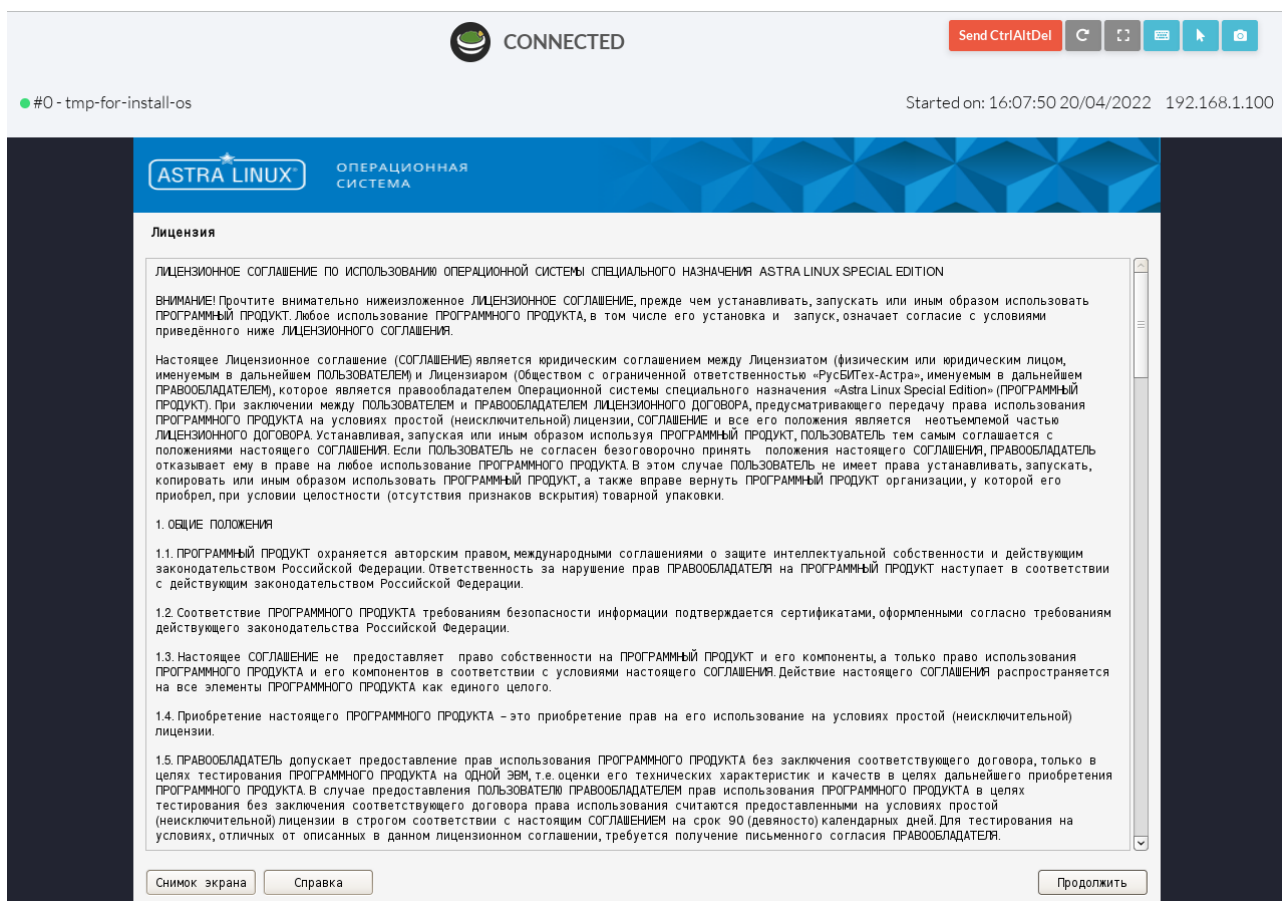 CONNECTED
Send CtrlAltDel
#0 - tmp-for-install-os
Started on: 16:07:50 20/04/2022 192.168.1.100
ASTRA LINUX®
ОПЕРАЦИОННАЯ
СИСТЕМА
Лицензия
ЛИЦЕНЗИОННОЕ СОГЛАШЕНИЕ ПО ИСПОЛЬЗОВАНИЮ ОПЕРАЦИОННОЙ СИСТЕМЫ СПЕЦИАЛЬНОГО НАЗНАЧЕНИЯ ASTRA LINUX SPECIAL EDITION
ВНИМАНИЕ! Прочтите внимательно нижеизложенное ЛИЦЕНЗИОННОЕ СОГЛАШЕНИЕ, прежде чем устанавливать, запускать или иным образом использовать
ПРОГРАММНЫЙ ПРОДУКТ. Любое использование ПРОГРАММНОГО ПРОДУКТА, в том числе его установка и запуск, означает согласие с условиями
приведённого ниже ЛИЦЕНЗИОННОГО СОГЛАШЕНИЯ.
Настоящее Лицензионное соглашение (СОГЛАШЕНИЕ) является юридическим соглашением между Лицензиатом (физическим или юридическим лицом,
именуемым в дальнейшем ПОЛЬЗОВАТЕЛЕМ) и Лицензиаром (Обществом с ограниченной ответственностью «РусБИТех-Астра», именуемым в дальнейшем
ПРАВООБЛАДАТЕЛЕМ), которое является правообладателем Операционной системы специального назначения «Astra Linux Special Edition» (ПРОГРАММНЫЙ
ПРОДУКТ). При заключении между ПОЛЬЗОВАТЕЛЕМ и ПРАВООБЛАДАТЕЛЕМ ЛИЦЕНЗИОННОГО ДОГОВОРА, предусматривающего передачу права использования
ПРОГРАММНОГО ПРОДУКТА на условиях простой (неисключительной) лицензии, СОГЛАШЕНИЕ и все его положения является неотъемлемой частью
ЛИЦЕНЗИОННОГО ДОГОВОРА. Устанавливая, запуская или иным образом используя ПРОГРАММНЫЙ ПРОДУКТ, ПОЛЬЗОВАТЕЛЬ тем самым соглашается с
положениями настоящего СОГЛАШЕНИЯ. Если ПОЛЬЗОВАТЕЛЬ не согласен безоговорочно принять положения настоящего СОГЛАШЕНИЯ, ПРАВООБЛАДАТЕЛЬ
отказывает ему в праве на любое использование ПРОГРАММНОГО ПРОДУКТА. В этом случае ПОЛЬЗОВАТЕЛЬ не имеет права устанавливать, запускать,
копировать или иным образом использовать ПРОГРАММНЫЙ ПРОДУКТ, а также вправе вернуть ПРОГРАММНЫЙ ПРОДУКТ организации, у которой его
приобрел, при условии целостности (отсутствия признаков вскрытия) товарной упаковки.
1. ОБЩИЕ ПОЛОЖЕНИЯ
1.1. ПРОГРАММНЫЙ ПРОДУКТ охраняется авторским правом, международными соглашениями о защите интеллектуальной собственности и действующим
законодательством Российской Федерации. Ответственность за нарушение прав ПРАВООБЛАДАТЕЛЯ на ПРОГРАММНЫЙ ПРОДУКТ наступает в соответствии
с действующим законодательством Российской Федерации.
1.2. Соответствие ПРОГРАММНОГО ПРОДУКТА требованиям безопасности информации подтверждается сертификатами, оформленными согласно требованиям
действующего законодательства Российской Федерации.
1.3. Настоящее СОГЛАШЕНИЕ не предоставляет право собственности на ПРОГРАММНЫЙ ПРОДУКТ и его компоненты, а только право использования
ПРОГРАММНОГО ПРОДУКТА и его компонентов в соответствии с условиями настоящего СОГЛАШЕНИЯ. Действие настоящего СОГЛАШЕНИЯ распространяется
на все элементы ПРОГРАММНОГО ПРОДУКТА как единого целого.
1.4. Приобретение настоящего ПРОГРАММНОГО ПРОДУКТА – это приобретение прав на его использование на условиях простой (неисключительной)
лицензии.
1.5. ПРАВООБЛАДАТЕЛЬ допускает предоставление прав использования ПРОГРАММНОГО ПРОДУКТА без заключения соответствующего договора, только в
целях тестирования ПРОГРАММНОГО ПРОДУКТА на ОДНОЙ ЭВМ, т.е. оценки его технических характеристик и качеств в целях дальнейшего приобретения
ПРОГРАММНОГО ПРОДУКТА. В случае предоставления ПОЛЬЗОВАТЕЛЮ ПРАВООБЛАДАТЕЛЕМ прав использования ПРОГРАММНОГО ПРОДУКТА в целях
тестирования без заключения соответствующего договора права использования считаются предоставленными на условиях простой
(неисключительной) лицензии в строгом соответствии с настоящим СОГЛАШЕНИЕМ на срок 90 (девяносто) календарных дней. Для тестирования на
условиях, отличных от описанных в данном лицензионном соглашении, требуется получение письменного согласия ПРАВООБЛАДАТЕЛЯ.
Снимок экрана
Справка
Продолжить